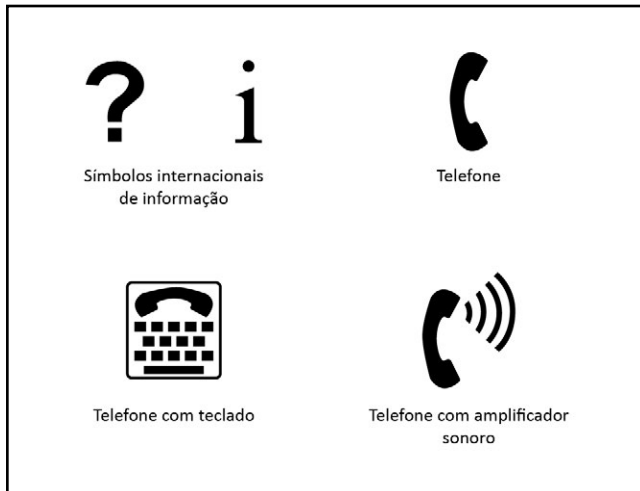 ? i
Símbolos internacionais
de informação
Telefone
Telefone com teclado
Telefone com amplificador
sonoro